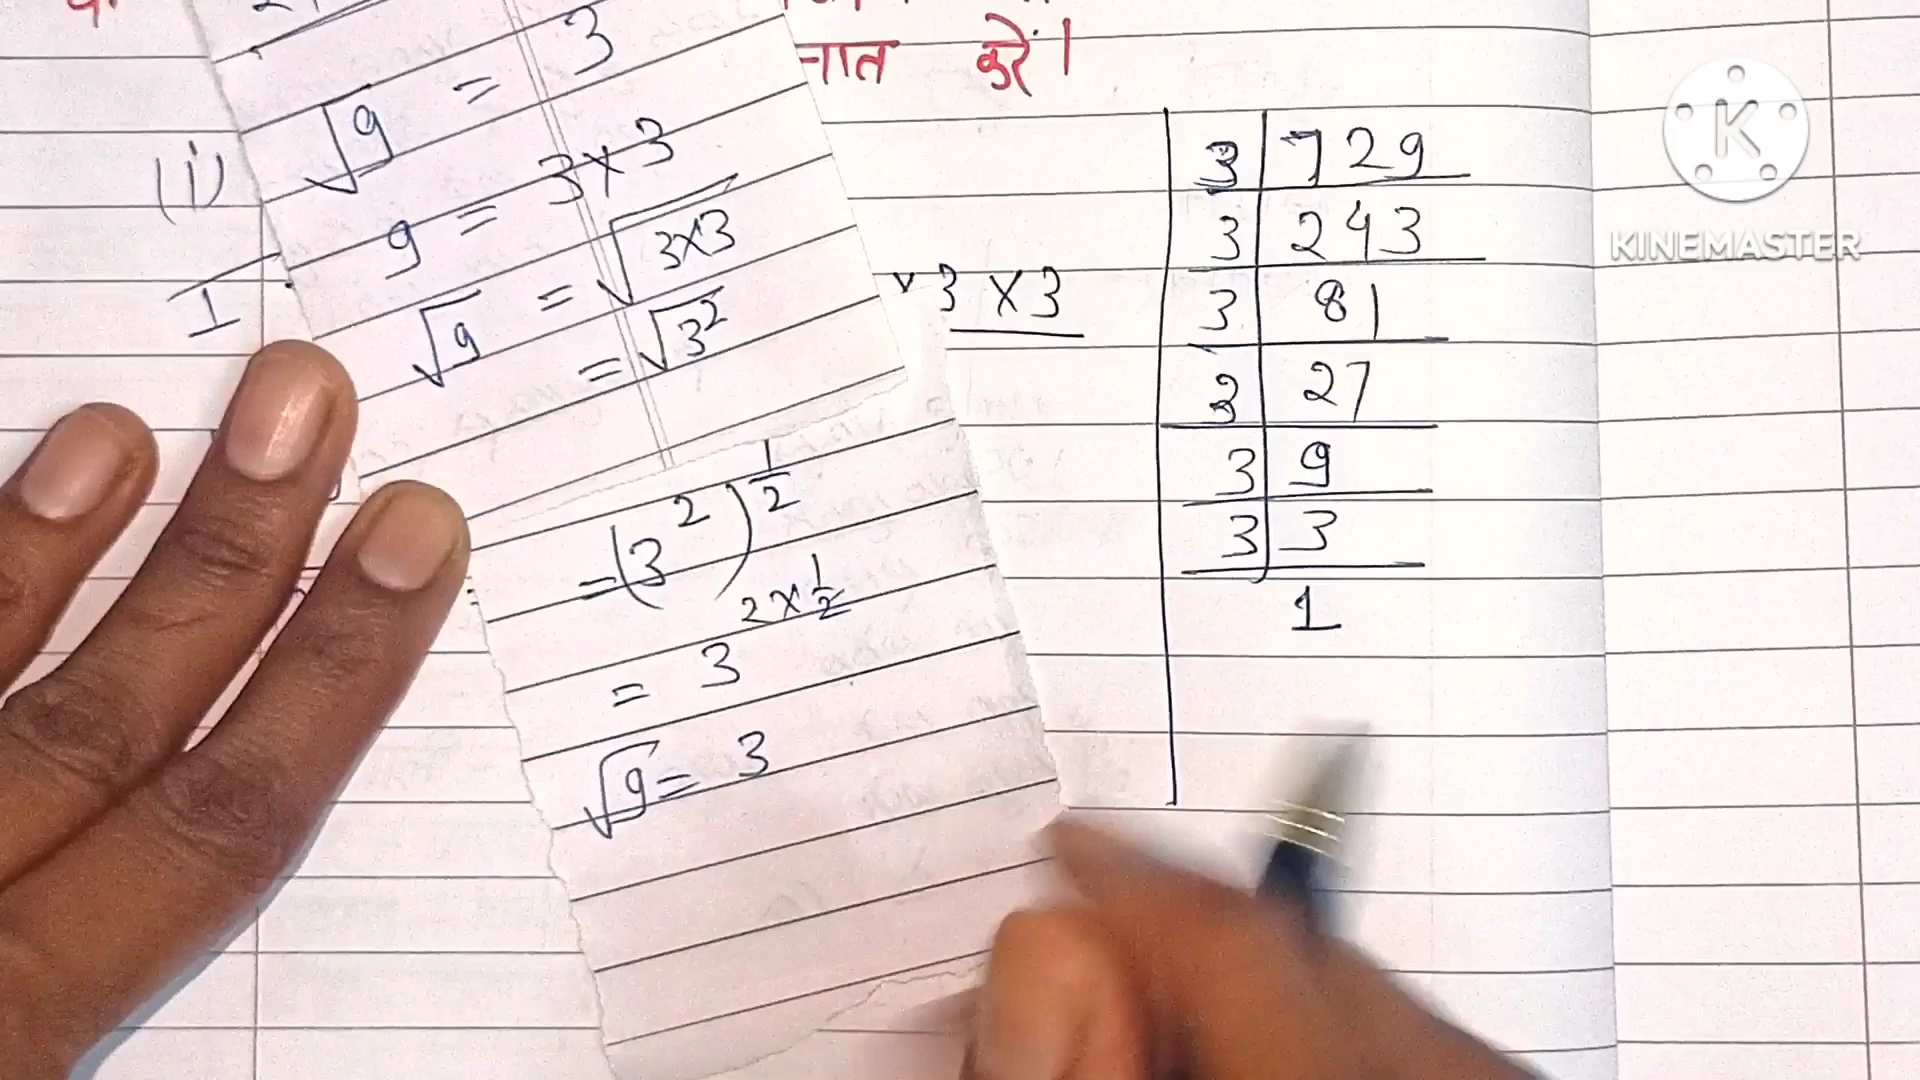 ज्ञात करें।
(i)
I
√9 = 3
9 = 3×3
√9 = √3×3
= √3²
= (3²)^1/2
= 3^2×1/2
√9 = 3
×3 ×3
3 | 729
3 | 243
3 | 81
3 | 27
3 | 9
3 | 3
1
K
KINEMASTER